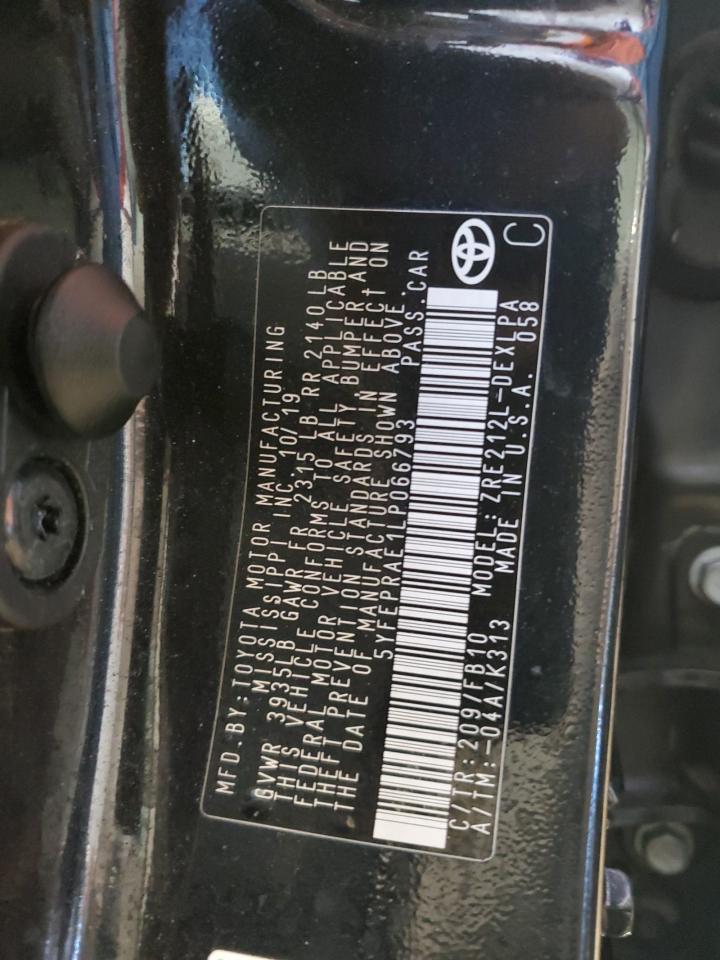 MFD.BY:TOYOTA MOTOR MANUFACTURING
MISSISSIPPI INC. 10/19
GVWR 3935LB GAWR FR 2315 LB RR 2140LB
THIS VEHICLE CONFORMS TO ALL APPLICABLE
FEDERAL MOTOR VEHICLE SAFETY, BUMPER AND
THEFT PREVENTION STANDARDS IN EFFECT ON
THE DATE OF MANUFACTURE SHOWN ABOVE.
5YFEPRAE1LP066793 PASS.CAR
C/TR:209/FB10 MODEL:ZRE212L-DEXLPA
A/TM:-04A/K313 MADE IN U.S.A. 058
C